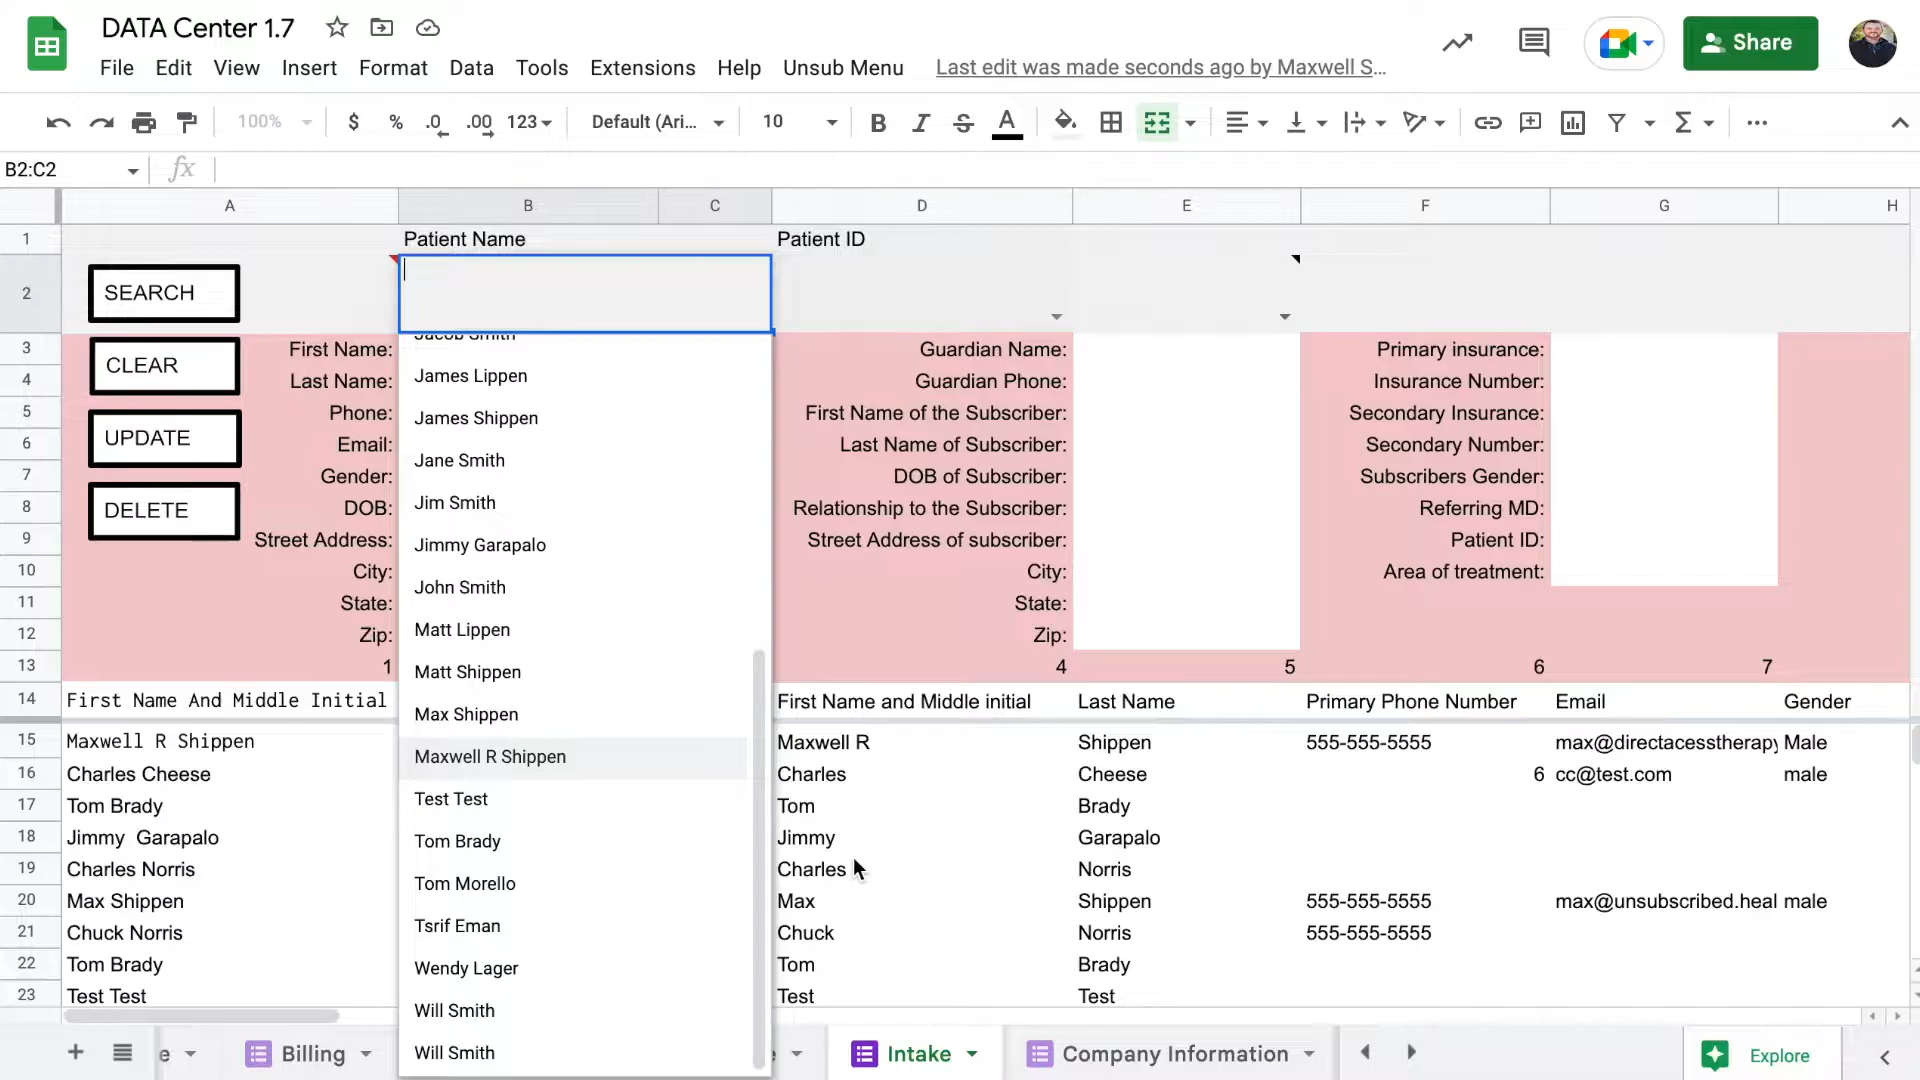 DATA Center 1.7
File Edit View Insert Format Data Tools Extensions Help Unsub Menu Last edit was made seconds ago by Maxwell S...
Share
100% $ % .0 .00 123 Default (Ari... 10 B I S A
B2:C2 fx
A B C D E F G H
1 Patient Name Patient ID
2 SEARCH
3 First Name: Guardian Name: Primary insurance:
CLEAR
4 Last Name: James Lippen Guardian Phone: Insurance Number:
5 Phone: James Shippen First Name of the Subscriber: Secondary Insurance:
6 UPDATE Email: Jane Smith Last Name of Subscriber: Secondary Number:
7 Gender: DOB of Subscriber: Subscribers Gender:
8 DELETE DOB: Jim Smith Relationship to the Subscriber: Referring MD:
9 Street Address: Jimmy Garapalo Street Address of subscriber: Patient ID:
10 City: John Smith City: Area of treatment:
11 State: State:
12 Zip: Matt Lippen Zip:
13 1 Matt Shippen 4 5 6 7
14 First Name And Middle Initial Max Shippen First Name and Middle initial Last Name Primary Phone Number Email Gender
15 Maxwell R Shippen Maxwell R Shippen Maxwell R Shippen 555-555-5555 max@directacesstherapy Male
16 Charles Cheese Charles Cheese 6 cc@test.com male
17 Tom Brady Test Test Tom Brady
18 Jimmy Garapalo Tom Brady Jimmy Garapalo
19 Charles Norris Tom Morello Charles Norris
20 Max Shippen Max Shippen 555-555-5555 max@unsubscribed.heal male
21 Chuck Norris Tsrif Eman Chuck Norris 555-555-5555
22 Tom Brady Wendy Lager Tom Brady
23 Test Test Will Smith Test Test
Will Smith
e Billing e Intake Company Information Explore